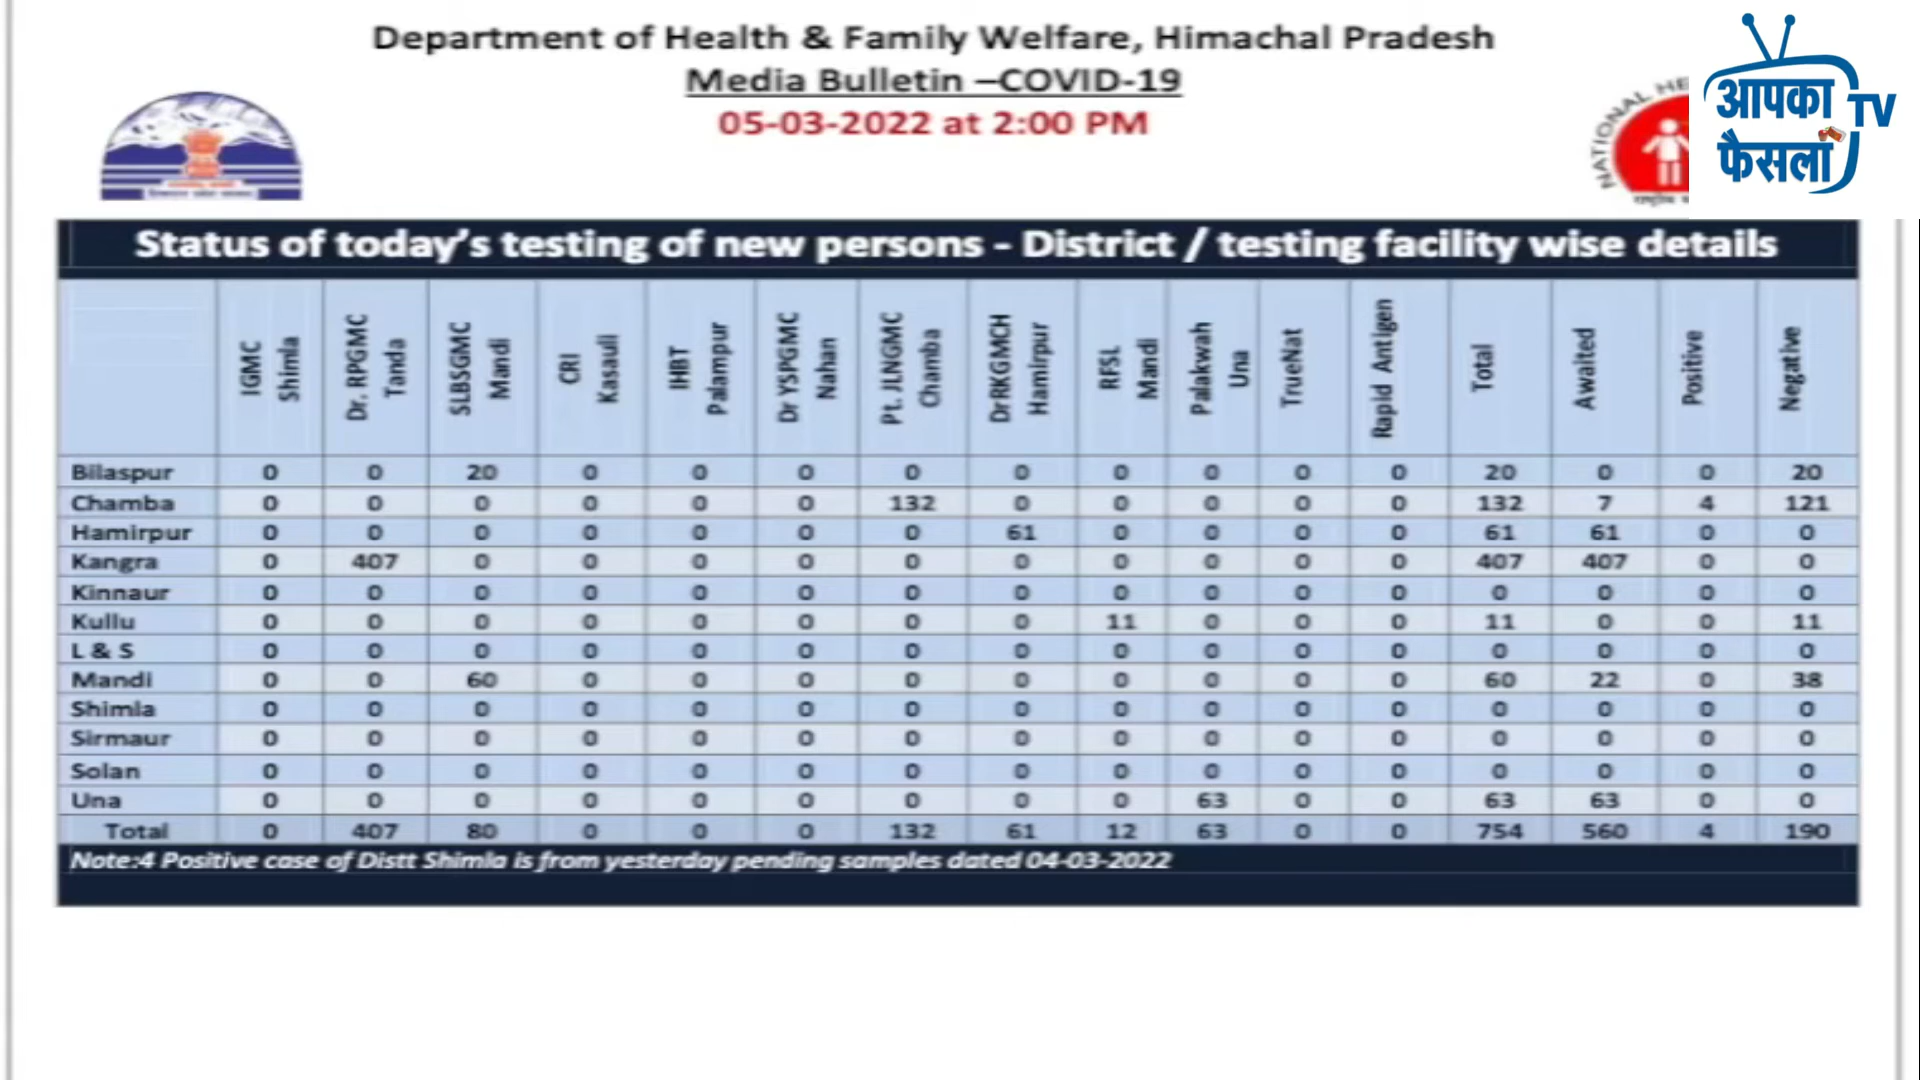 Department of Health & Family Welfare, Himachal Pradesh
Media Bulletin –COVID-19
05-03-2022 at 2:00 PM
NATIONAL HE
आपका
फैसला
TV
Status of today's testing of new persons - District / testing facility wise details
IGMC Shimla Dr. RPGMC Tanda SLBSGMC Mandi CRI Kasauli IHBT Palampur Dr YSPGMC Nahan Pt. JLNGMC Chamba DrRKGMCH Hamirpur RFSL Mandi Palakwah Una TrueNat Rapid Antigen Total Awaited Positive Negative
Bilaspur 0 0 20 0 0 0 0 0 0 0 0 0 20 0 0 20
Chamba 0 0 0 0 0 0 132 0 0 0 0 0 132 7 4 121
Hamirpur 0 0 0 0 0 0 0 61 0 0 0 0 61 61 0 0
Kangra 0 407 0 0 0 0 0 0 0 0 0 0 407 407 0 0
Kinnaur 0 0 0 0 0 0 0 0 0 0 0 0 0 0 0 0
Kullu 0 0 0 0 0 0 0 0 11 0 0 0 11 0 0 11
L & S 0 0 0 0 0 0 0 0 0 0 0 0 0 0 0 0
Mandi 0 0 60 0 0 0 0 0 0 0 0 0 60 22 0 38
Shimla 0 0 0 0 0 0 0 0 0 0 0 0 0 0 0 0
Sirmaur 0 0 0 0 0 0 0 0 0 0 0 0 0 0 0 0
Solan 0 0 0 0 0 0 0 0 0 0 0 0 0 0 0 0
Una 0 0 0 0 0 0 0 0 0 63 0 0 63 63 0 0
Total 0 407 80 0 0 0 132 61 12 63 0 0 754 560 4 190
Note:4 Positive case of Distt Shimla is from yesterday pending samples dated 04-03-2022